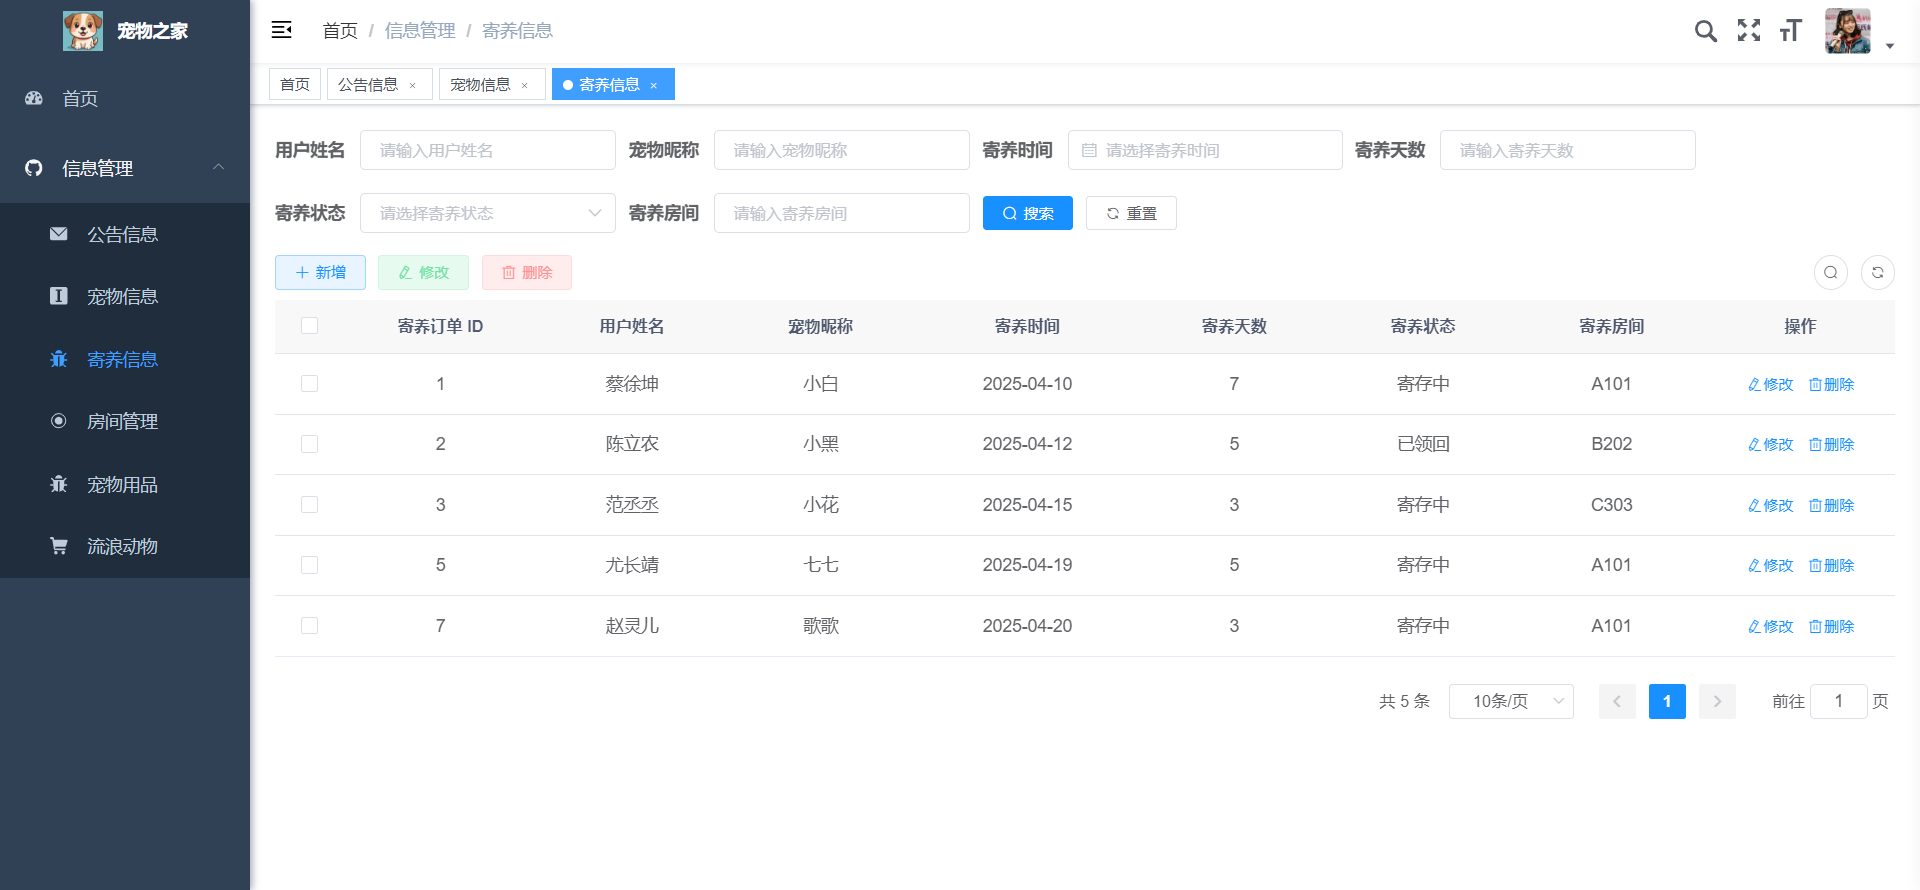 宠物之家
首页
信息管理
公告信息
宠物信息
寄养信息
房间管理
宠物用品
流浪动物
首页 / 信息管理 / 寄养信息
首页 公告信息 × 宠物信息 × 寄养信息 ×
用户姓名 请输入用户姓名 宠物昵称 请输入宠物昵称 寄养时间 请选择寄养时间 寄养天数 请输入寄养天数
寄养状态 请选择寄养状态 寄养房间 请输入寄养房间 搜索 重置
新增 修改 删除
寄养订单 ID 用户姓名 宠物昵称 寄养时间 寄养天数 寄养状态 寄养房间 操作
1 蔡徐坤 小白 2025-04-10 7 寄存中 A101 修改 删除
2 陈立农 小黑 2025-04-12 5 已领回 B202 修改 删除
3 范丞丞 小花 2025-04-15 3 寄存中 C303 修改 删除
5 尤长靖 七七 2025-04-19 5 寄存中 A101 修改 删除
7 赵灵儿 歌歌 2025-04-20 3 寄存中 A101 修改 删除
共 5 条 10条/页 1 前往 1 页